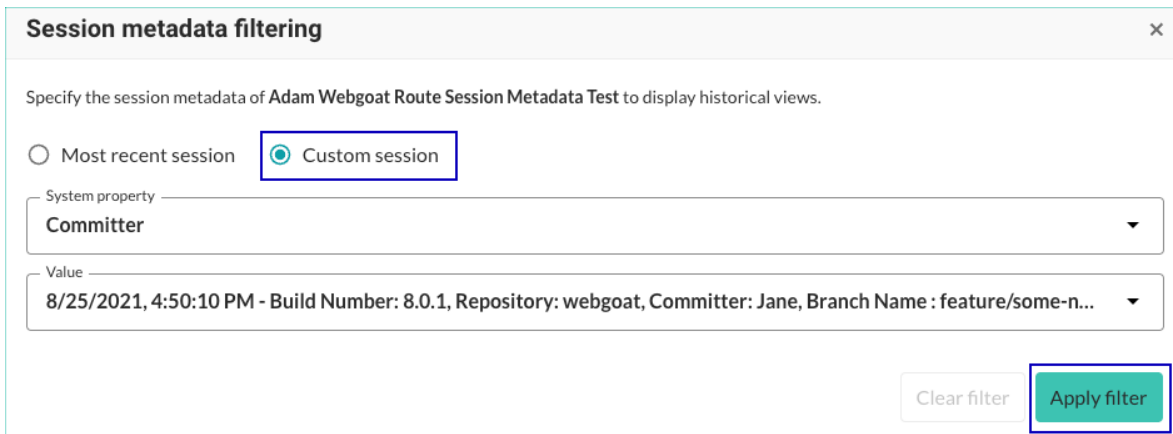 Session metadata filtering
Specify the session metadata of Adam Webgoat Route Session Metadata Test to display historical views.
Most recent session Custom session
System property
Committer
Value
8/25/2021, 4:50:10 PM - Build Number: 8.0.1, Repository: webgoat, Committer: Jane, Branch Name : feature/some-n...
Clear filter Apply filter